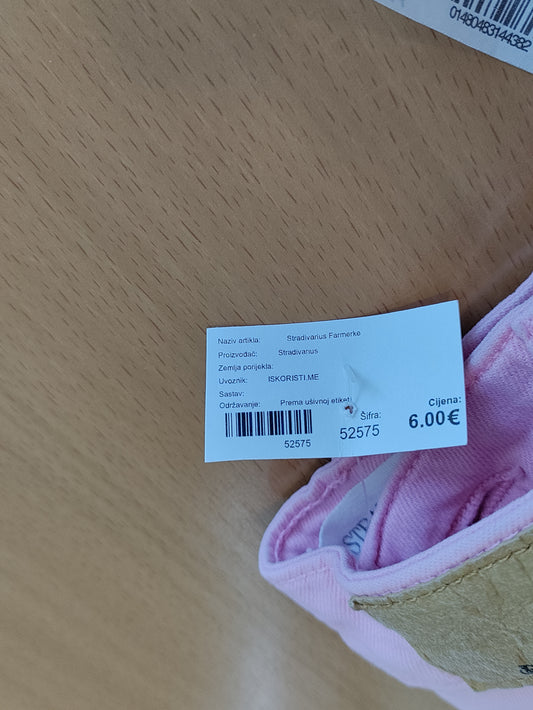 01480483144382
Naziv artikla: Stradivarius Farmerke
Proizvođač: Stradivarius
Zemlja porijekla:
Uvoznik: ISKORISTI.ME
Sastav:
Održavanje: Prema ušivnoj etiketi
Cijena:
Šifra:
52575 52575 6.00€
STRA